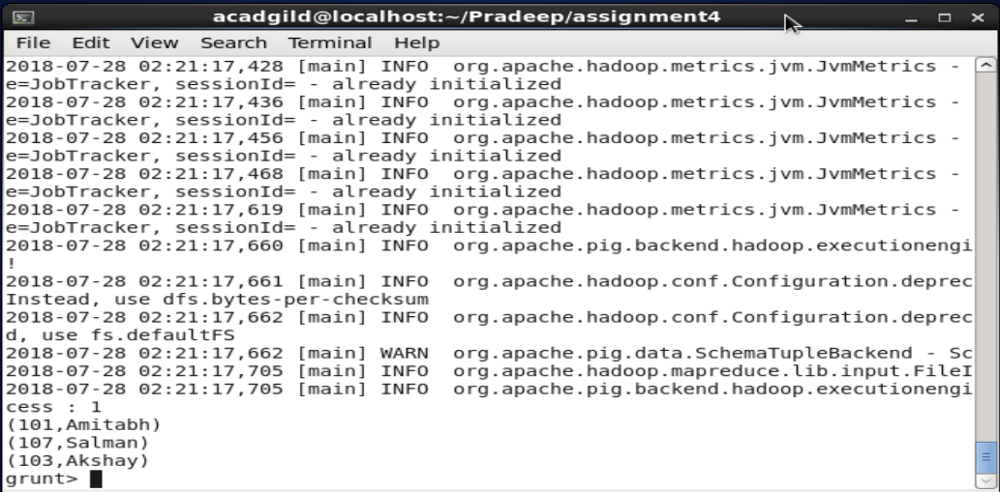 acadgild@localhost:~/Pradeep/assignment4
File Edit View Search Terminal Help
2018-07-28 02:21:17,428 [main] INFO  org.apache.hadoop.metrics.jvm.JvmMetrics -
e=JobTracker, sessionId= - already initialized
2018-07-28 02:21:17,436 [main] INFO  org.apache.hadoop.metrics.jvm.JvmMetrics -
e=JobTracker, sessionId= - already initialized
2018-07-28 02:21:17,456 [main] INFO  org.apache.hadoop.metrics.jvm.JvmMetrics -
e=JobTracker, sessionId= - already initialized
2018-07-28 02:21:17,468 [main] INFO  org.apache.hadoop.metrics.jvm.JvmMetrics -
e=JobTracker, sessionId= - already initialized
2018-07-28 02:21:17,619 [main] INFO  org.apache.hadoop.metrics.jvm.JvmMetrics -
e=JobTracker, sessionId= - already initialized
2018-07-28 02:21:17,660 [main] INFO  org.apache.pig.backend.hadoop.executionengi
!
2018-07-28 02:21:17,661 [main] INFO  org.apache.hadoop.conf.Configuration.deprec
Instead, use dfs.bytes-per-checksum
2018-07-28 02:21:17,662 [main] INFO  org.apache.hadoop.conf.Configuration.deprec
d, use fs.defaultFS
2018-07-28 02:21:17,662 [main] WARN  org.apache.pig.data.SchemaTupleBackend - Sc
2018-07-28 02:21:17,705 [main] INFO  org.apache.hadoop.mapreduce.lib.input.FileI
2018-07-28 02:21:17,705 [main] INFO  org.apache.pig.backend.hadoop.executionengi
cess : 1
(101,Amitabh)
(107,Salman)
(103,Akshay)
grunt>